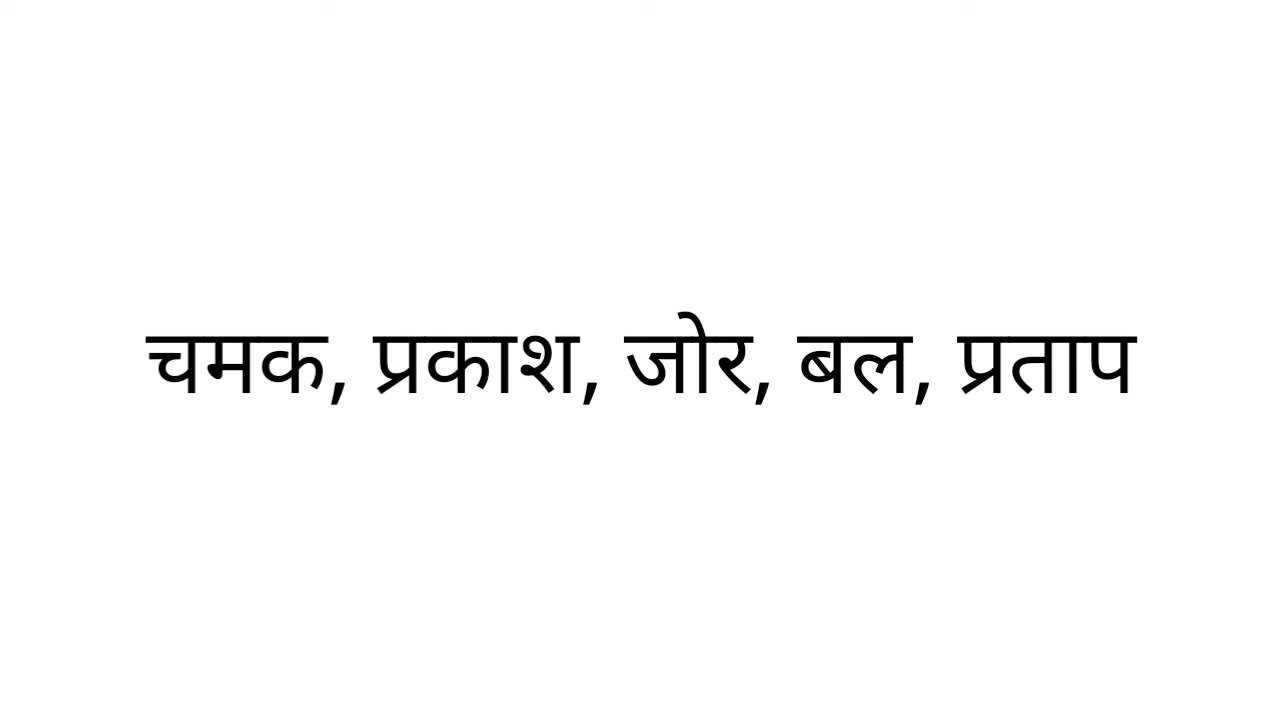 चमक, प्रकाश, जोर, बल, प्रताप